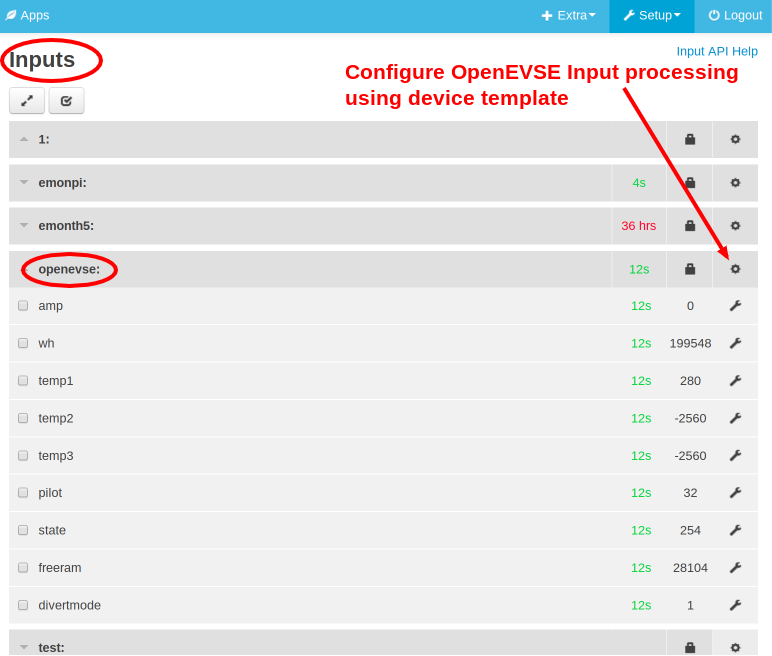 Apps Extra Setup Logout
Inputs
Input API Help
Configure OpenEVSE Input processing
using device template
1:
emonpi: 4s
emonth5: 36 hrs
openevse: 12s
amp 12s 0
wh 12s 199548
temp1 12s 280
temp2 12s -2560
temp3 12s -2560
pilot 12s 32
state 12s 254
freeram 12s 28104
divertmode 12s 1
test: